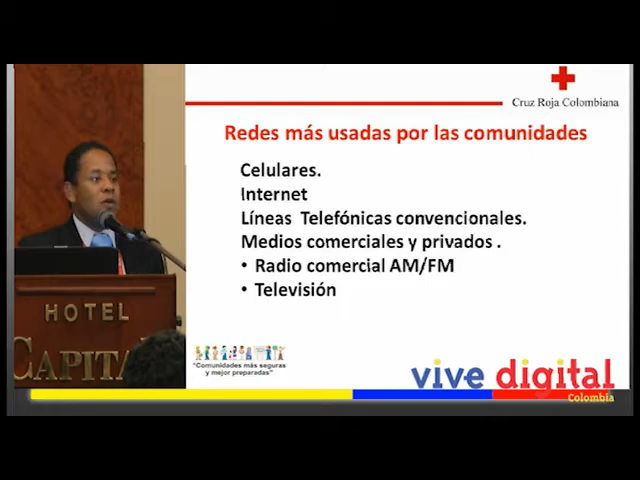 Cruz Roja Colombiana
Redes más usadas por las comunidades
Celulares.
Internet
Líneas Telefónicas convencionales.
Medios comerciales y privados .
• Radio comercial AM/FM
• Televisión
HOTEL
CAPITA
"Comunidades más seguras
y mejor preparadas"
vive digital
Colombia